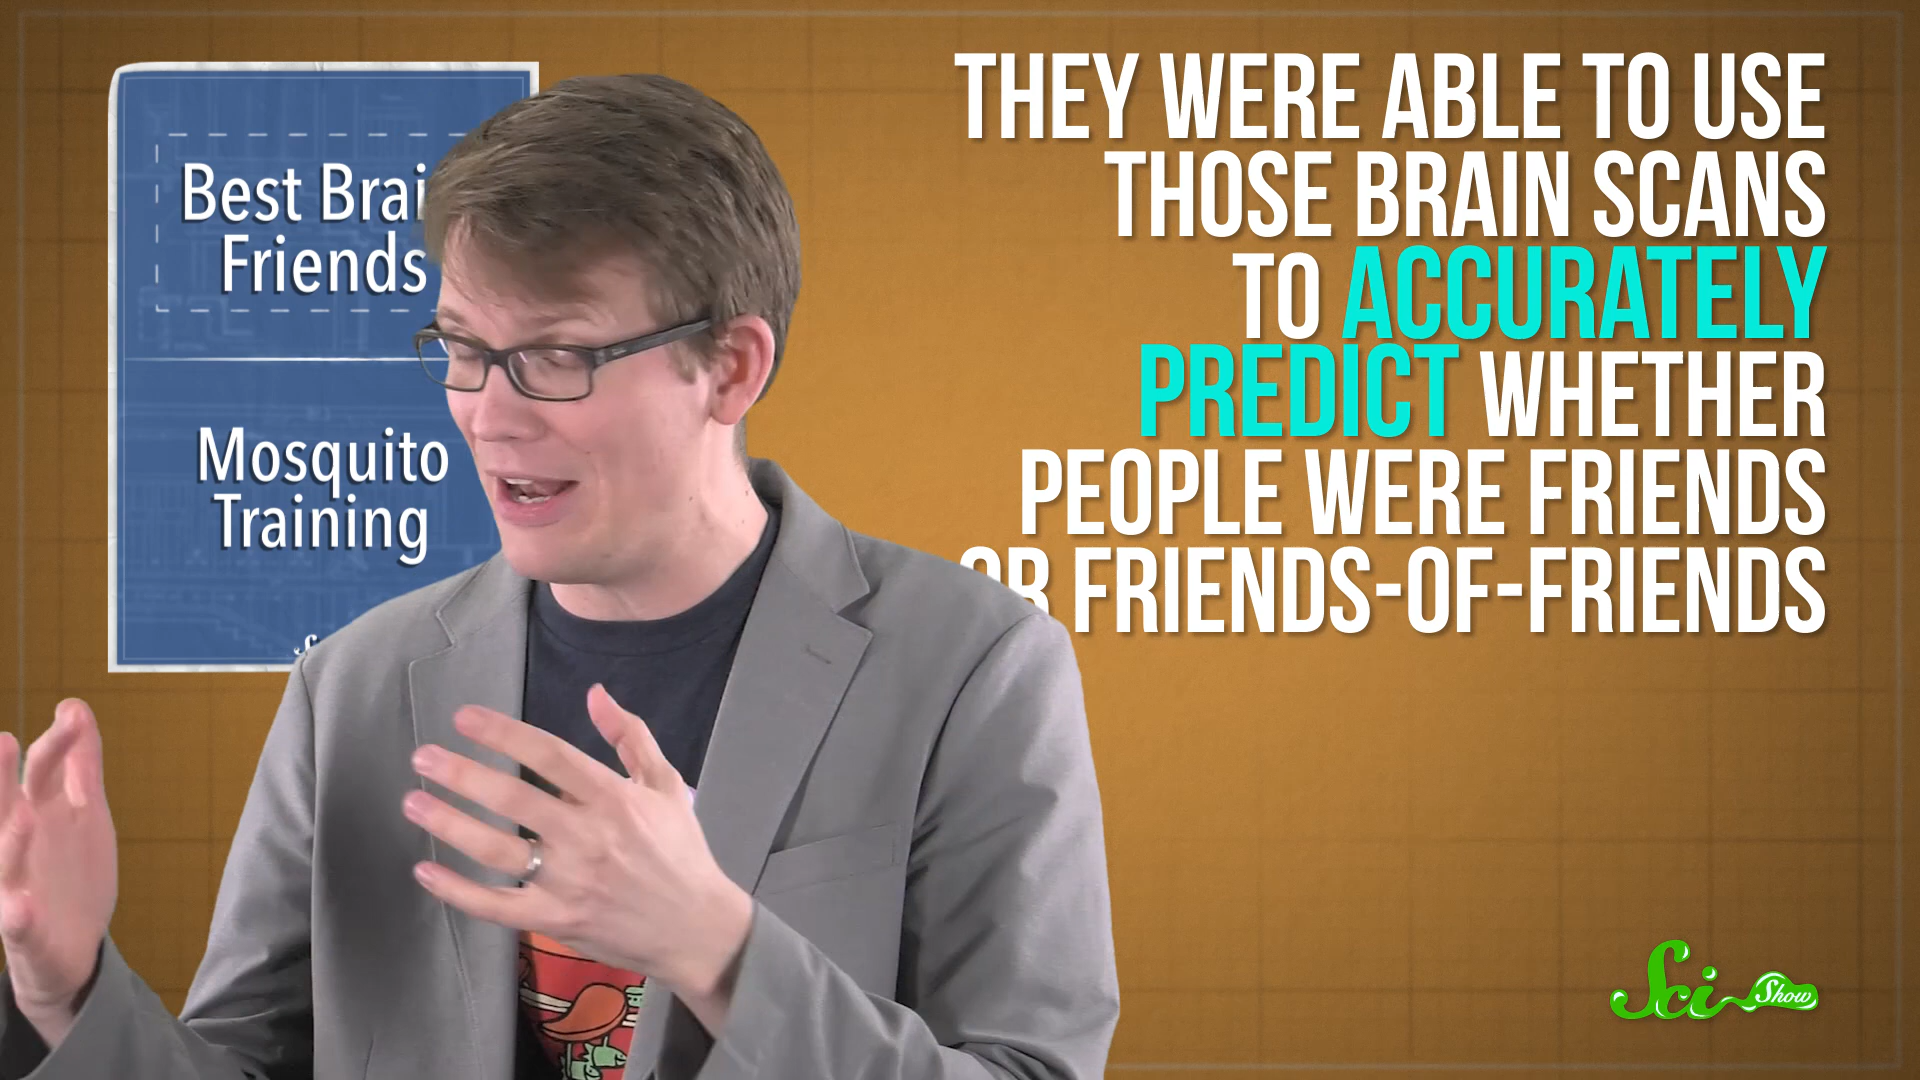 Best Brai
Friends
Mosquito
Training
THEY WERE ABLE TO USE
THOSE BRAIN SCANS
TO ACCURATELY
PREDICT WHETHER
PEOPLE WERE FRIENDS
OR FRIENDS-OF-FRIENDS
Sci Show